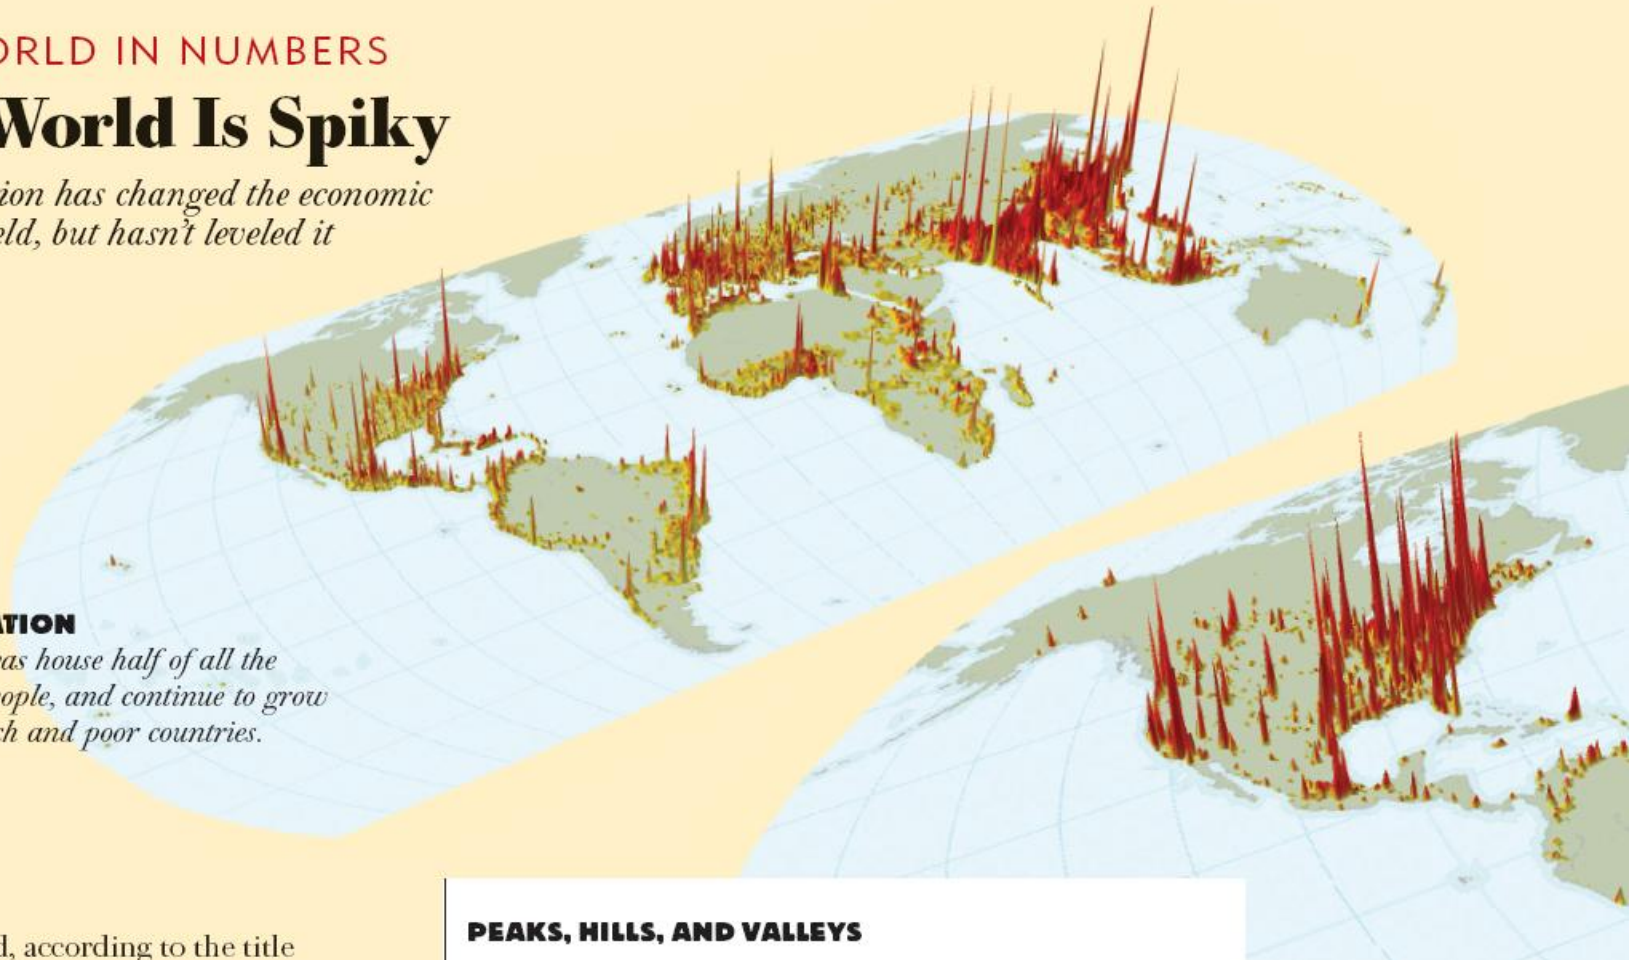 ORLD IN NUMBERS
World Is Spiky
ion has changed the economic
eld, but hasn't leveled it
ATION
as house half of all the
ople, and continue to grow
ch and poor countries.
d, according to the title
PEAKS, HILLS, AND VALLEYS